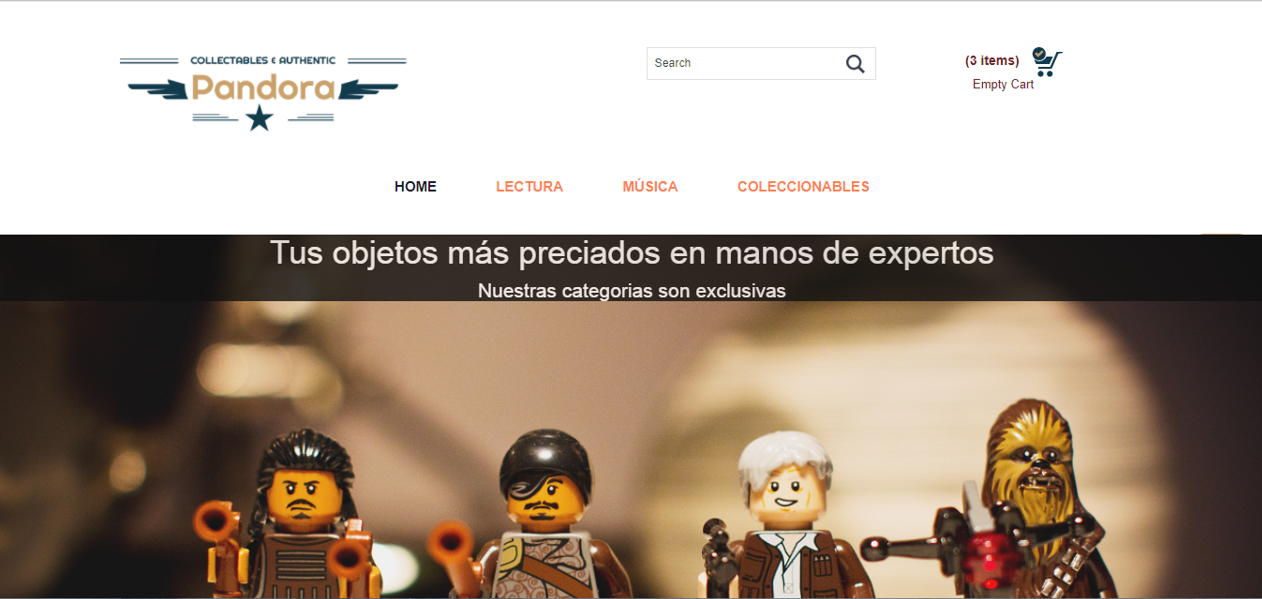 COLLECTABLES & AUTHENTIC
Pandora
Search
(3 items)
Empty Cart
HOME LECTURA MÚSICA COLECCIONABLES
Tus objetos más preciados en manos de expertos
Nuestras categorias son exclusivas